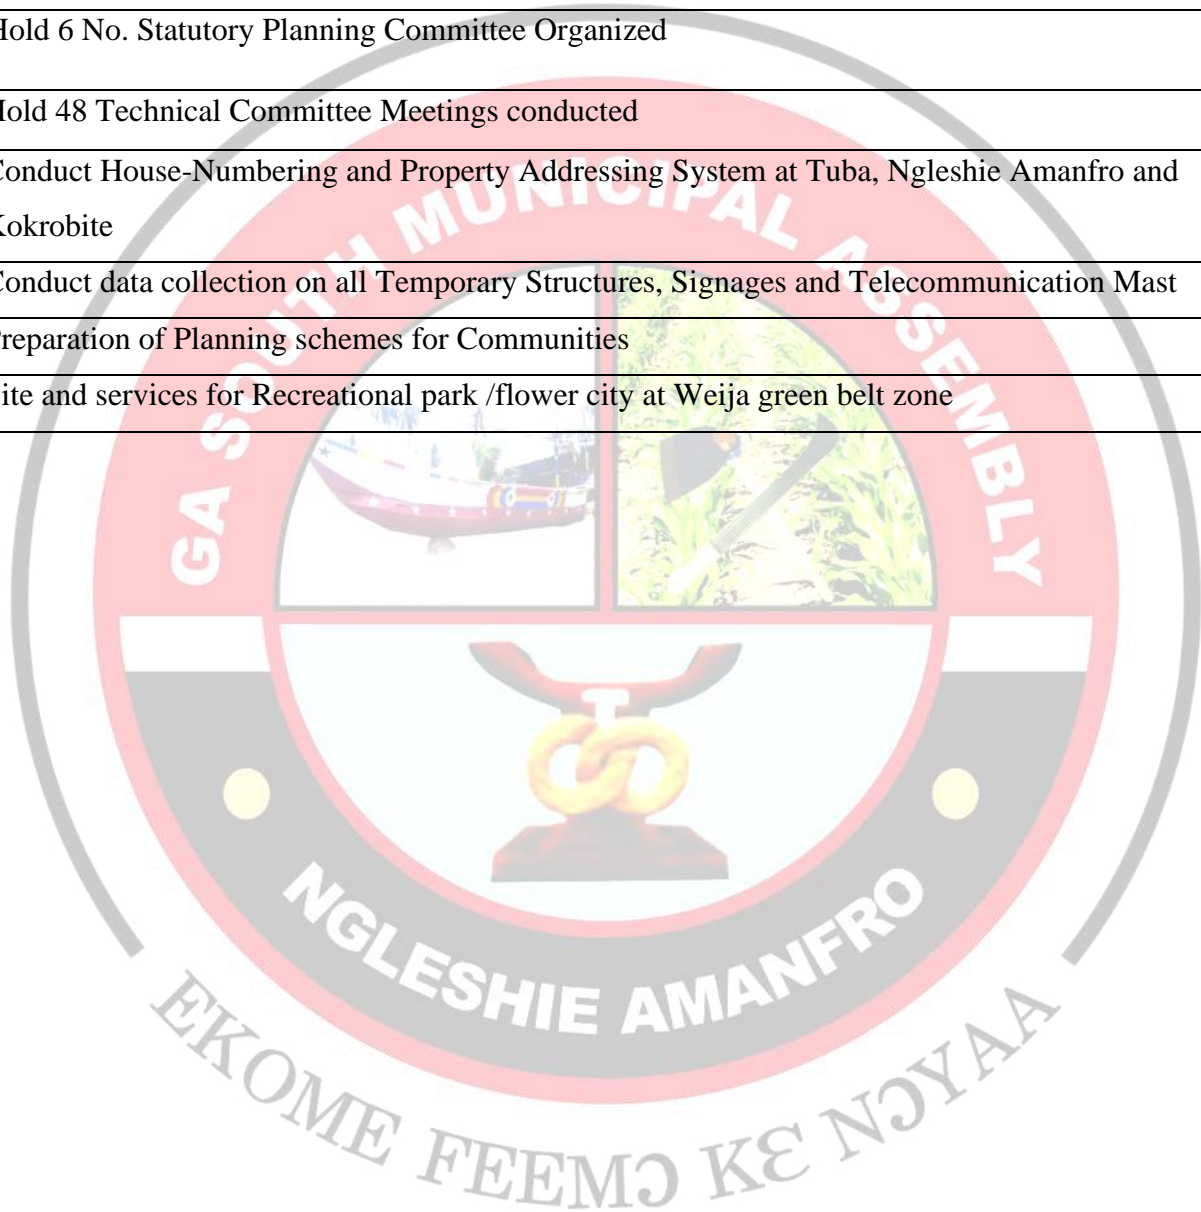 Hold 6 No. Statutory Planning Committee Organized
Hold 48 Technical Committee Meetings conducted
Conduct House-Numbering and Property Addressing System at Tuba, Ngleshie Amanfro and
Kokrobite
Conduct data collection on all Temporary Structures, Signages and Telecommunication Mast
Preparation of Planning schemes for Communities
Site and services for Recreational park /flower city at Weija green belt zone
GA SOUTH MUNICIPAL ASSEMBLY
NGLESHIE AMANFRO
EKOME FEEMƆ KƐ NƆYAA